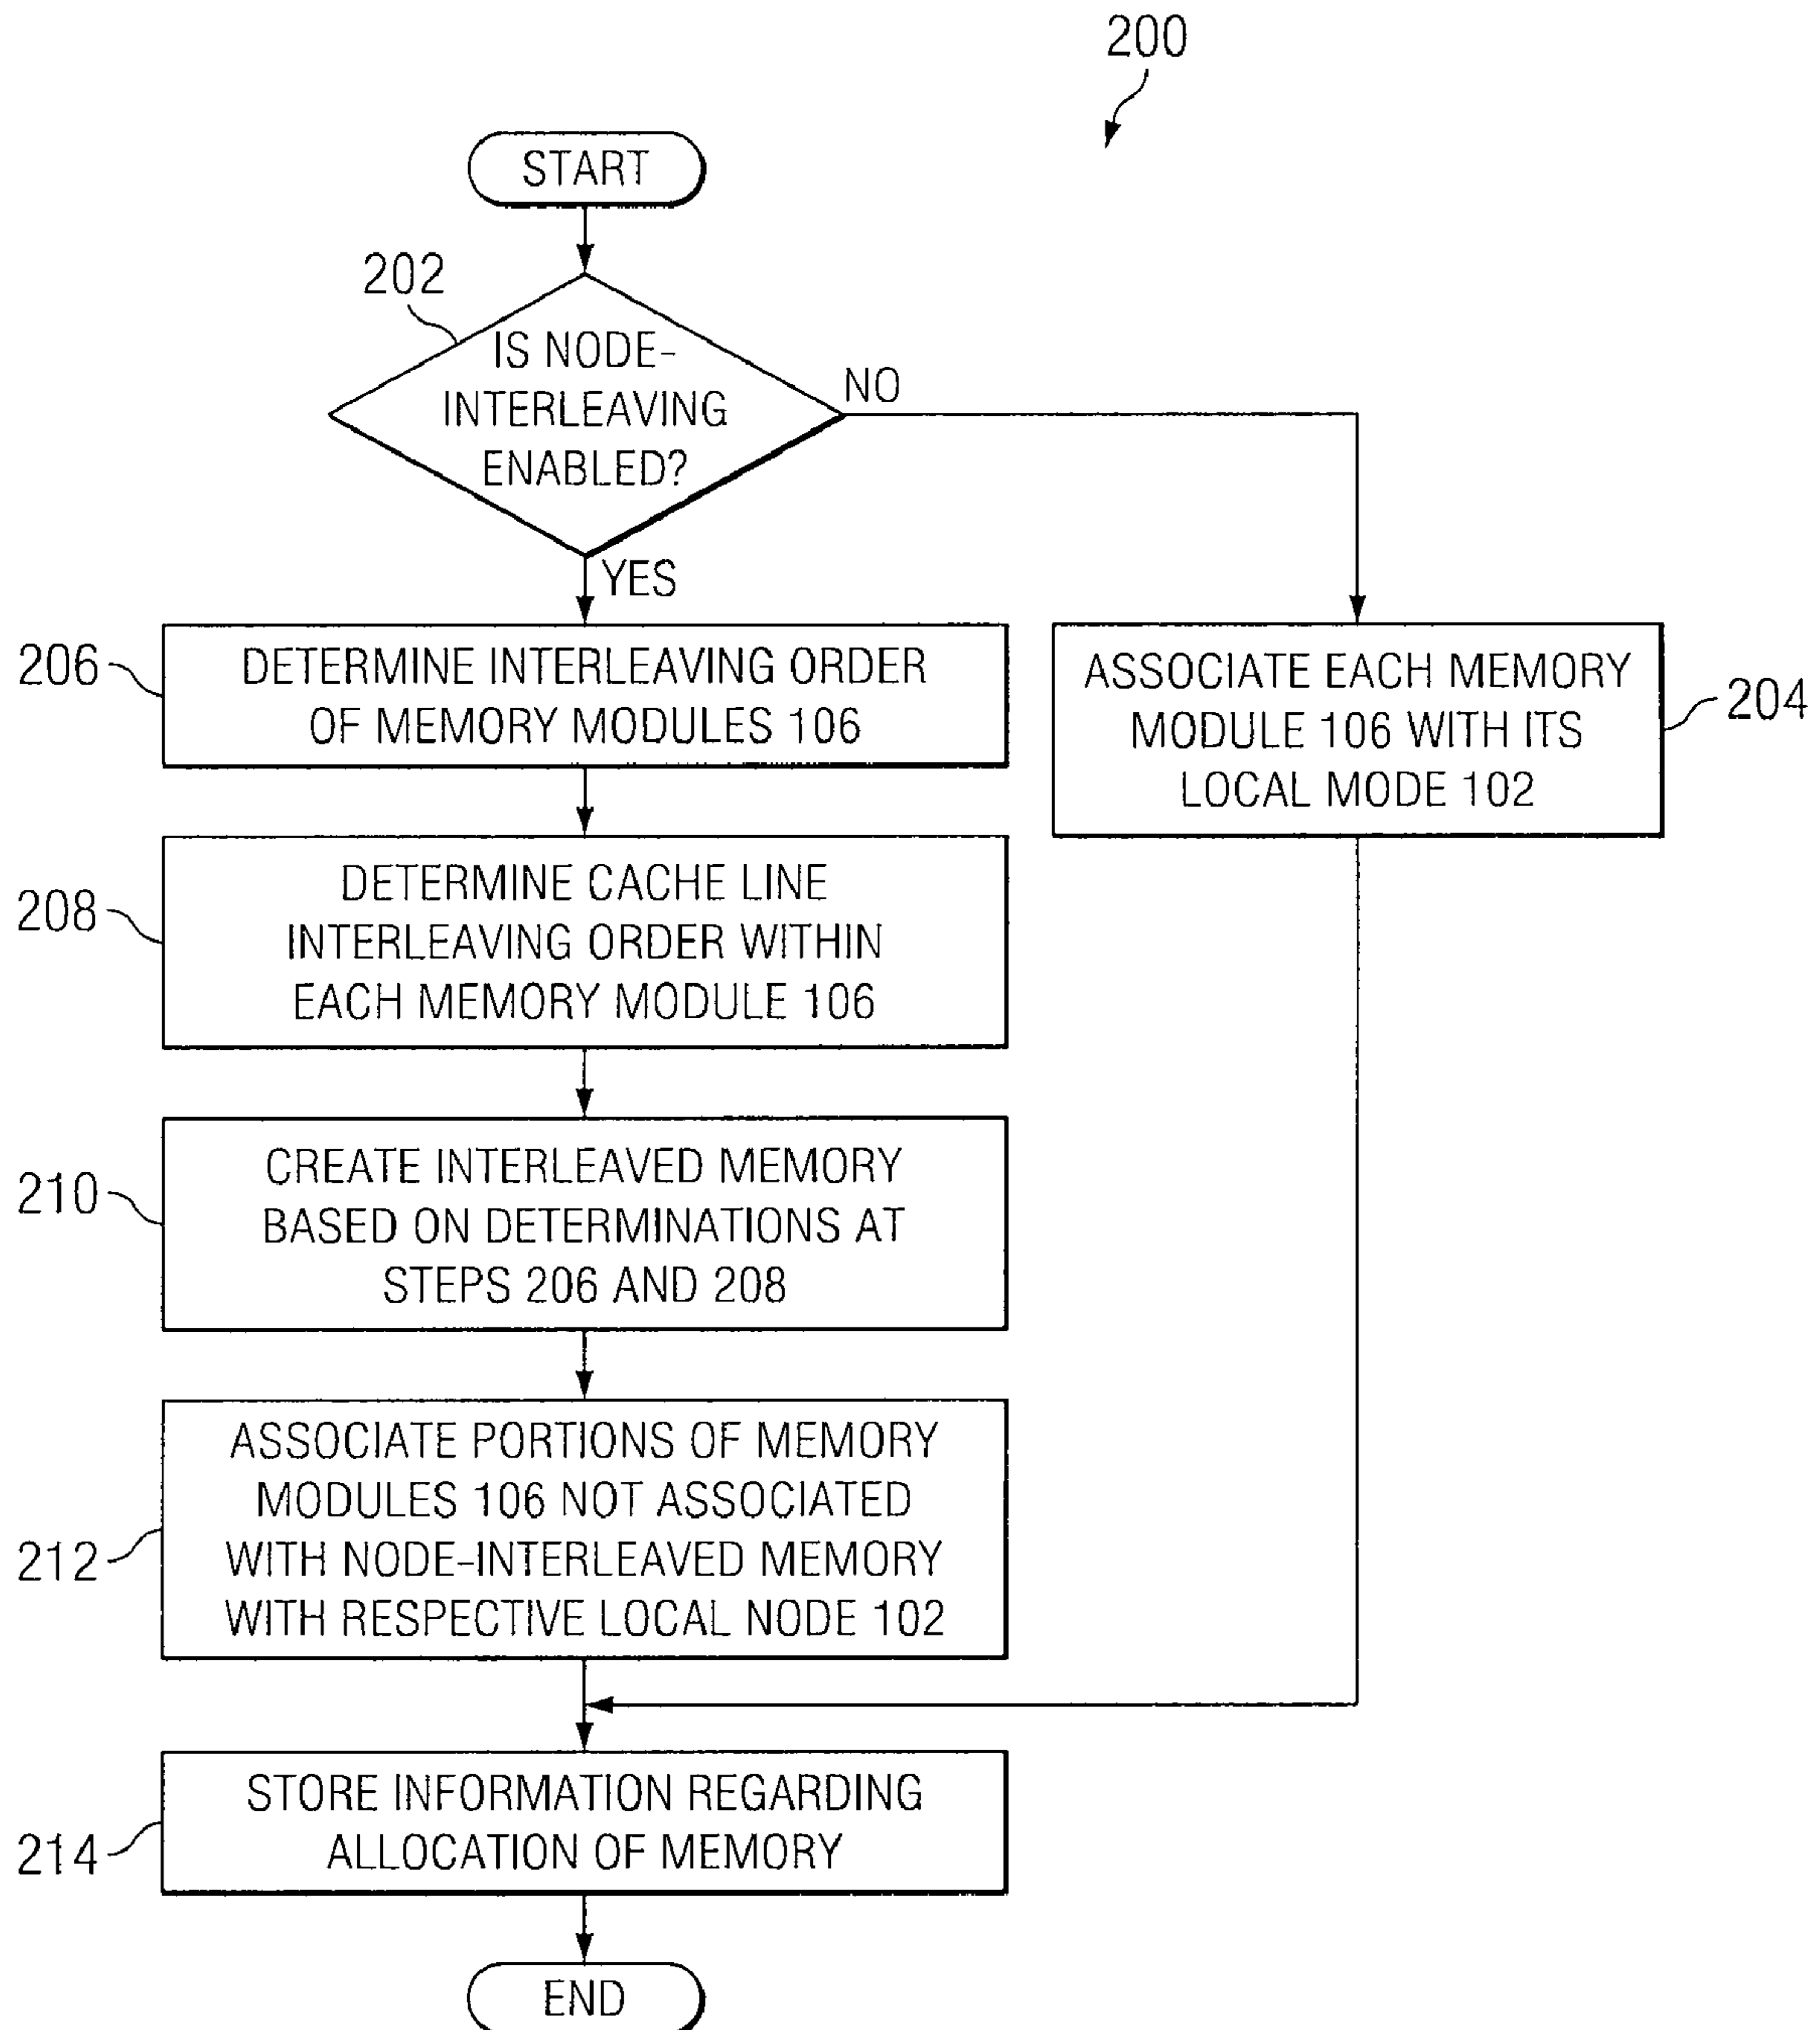 200
START
202
IS NODE-
INTERLEAVING
ENABLED?
NO
YES
206
DETERMINE INTERLEAVING ORDER
OF MEMORY MODULES 106
ASSOCIATE EACH MEMORY
MODULE 106 WITH ITS
LOCAL MODE 102
204
208
DETERMINE CACHE LINE
INTERLEAVING ORDER WITHIN
EACH MEMORY MODULE 106
210
CREATE INTERLEAVED MEMORY
BASED ON DETERMINATIONS AT
STEPS 206 AND 208
212
ASSOCIATE PORTIONS OF MEMORY
MODULES 106 NOT ASSOCIATED
WITH NODE-INTERLEAVED MEMORY
WITH RESPECTIVE LOCAL NODE 102
214
STORE INFORMATION REGARDING
ALLOCATION OF MEMORY
END